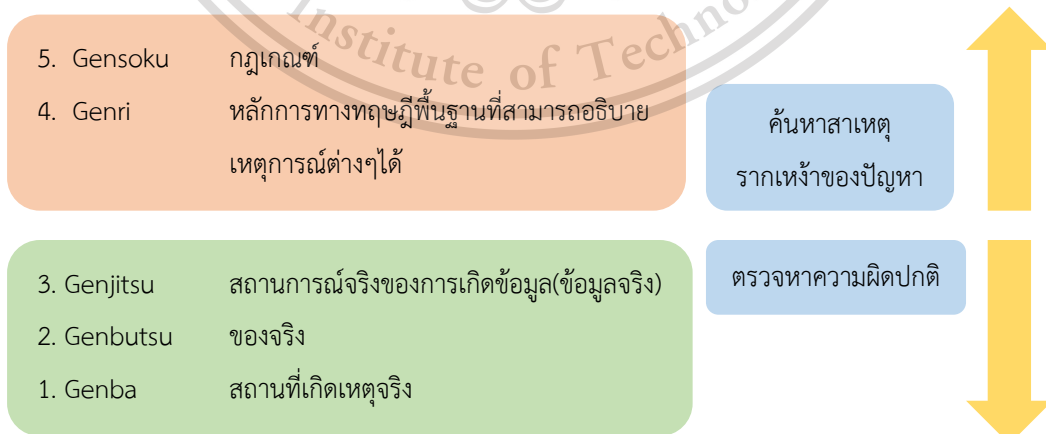 Institute of Techno
5. Gensoku กฎเกณฑ์
4. Genri หลักการทางทฤษฎีพื้นฐานที่สามารถอธิบาย
เหตุการณ์ต่างๆได้
ค้นหาสาเหตุ
รากเหง้าของปัญหา
3. Genjitsu สถานการณ์จริงของการเกิดข้อมูล(ข้อมูลจริง)
2. Genbutsu ของจริง
1. Genba สถานที่เกิดเหตุจริง
ตรวจหาความผิดปกติ